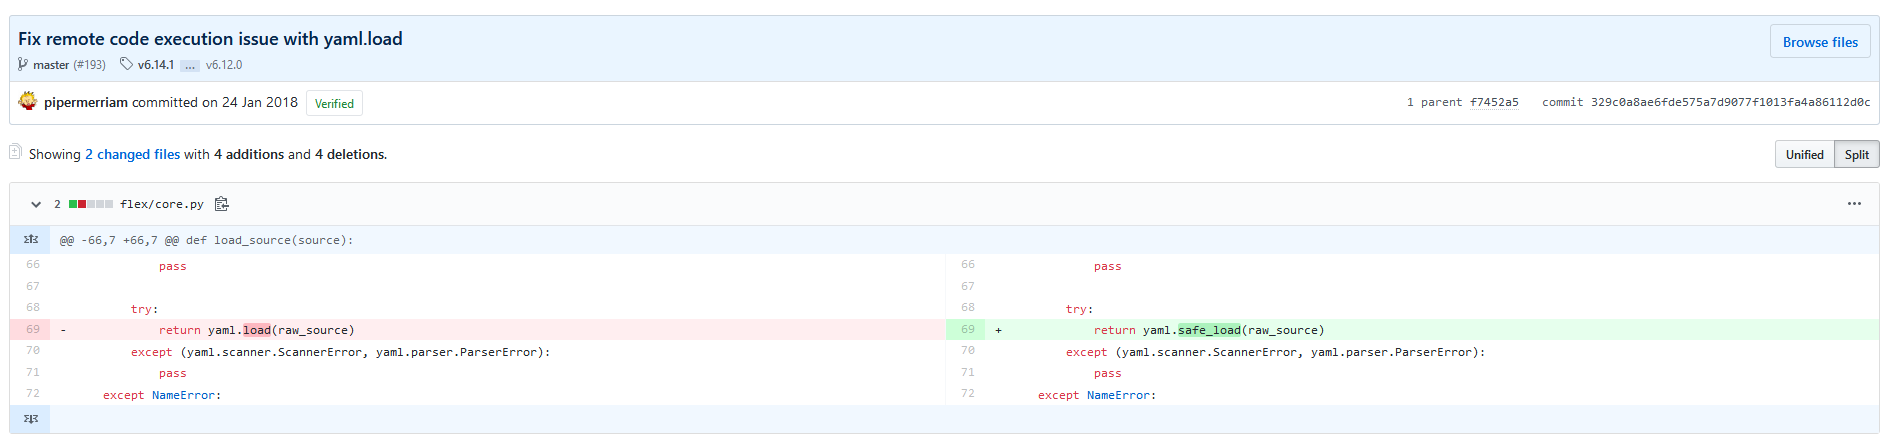 Fix remote code execution issue with yaml.load
Browse files
master (#193) v6.14.1 ... v6.12.0
pipermerriam committed on 24 Jan 2018 Verified
1 parent f7452a5 commit 329c0a8ae6fde575a7d9077f1013fa4a86112d0c
Showing 2 changed files with 4 additions and 4 deletions.
Unified Split
2 flex/core.py
@@ -66,7 +66,7 @@ def load_source(source):
66 pass 66 pass
67 67
68 try: 68 try:
69 - return yaml.load(raw_source) 69 + return yaml.safe_load(raw_source)
70 except (yaml.scanner.ScannerError, yaml.parser.ParserError): 70 except (yaml.scanner.ScannerError, yaml.parser.ParserError):
71 pass 71 pass
72 except NameError: 72 except NameError: